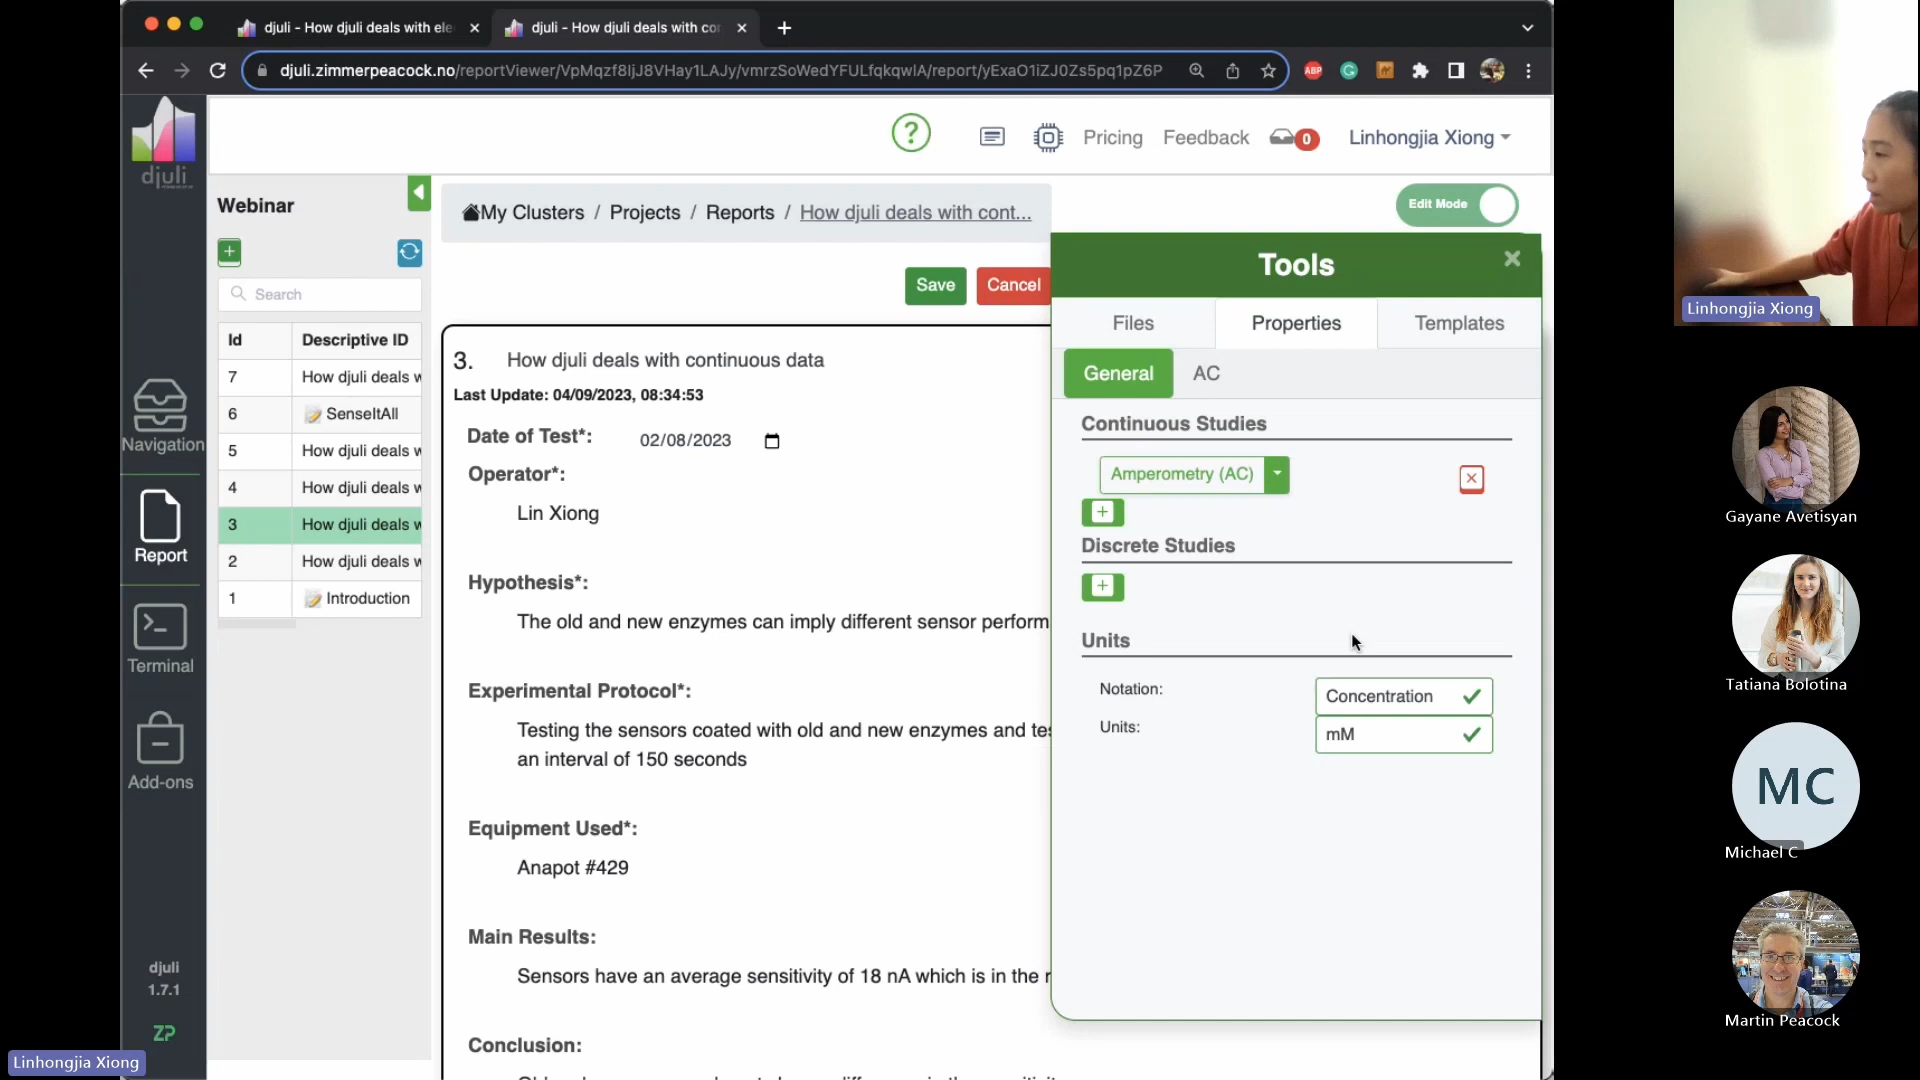 djuli - How djuli deals with ele
djuli - How djuli deals with cor
djuli.zimmerpeacock.no/reportViewer/VpMqzf8IjJ8VHay1LAJy/vmrzSoWedYFULfqkqwIA/report/yExaO1iZJ0Zs5pq1pZ6P
ABP
djuli
?
Pricing
Feedback
0
Linhongjia Xiong
Webinar
My Clusters / Projects / Reports / How djuli deals with cont...
Edit Mode
Search
Save
Cancel
Id
Descriptive ID
7
How djuli deals w
6
SenseItAll
5
How djuli deals w
4
How djuli deals w
3
How djuli deals w
2
How djuli deals w
1
Introduction
Navigation
Report
Terminal
Add-ons
djuli
1.7.1
ZP
3. How djuli deals with continuous data
Last Update: 04/09/2023, 08:34:53
Date of Test*: 02/08/2023
Operator*:
Lin Xiong
Hypothesis*:
The old and new enzymes can imply different sensor perform
Experimental Protocol*:
Testing the sensors coated with old and new enzymes and tes
an interval of 150 seconds
Equipment Used*:
Anapot #429
Main Results:
Sensors have an average sensitivity of 18 nA which is in the r
Conclusion:
Tools
Files
Properties
Templates
General
AC
Continuous Studies
Amperometry (AC)
Discrete Studies
Units
Notation:
Concentration
Units:
mM
Linhongjia Xiong
Gayane Avetisyan
Tatiana Bolotina
MC
Michael C
Martin Peacock
Linhongjia Xiong